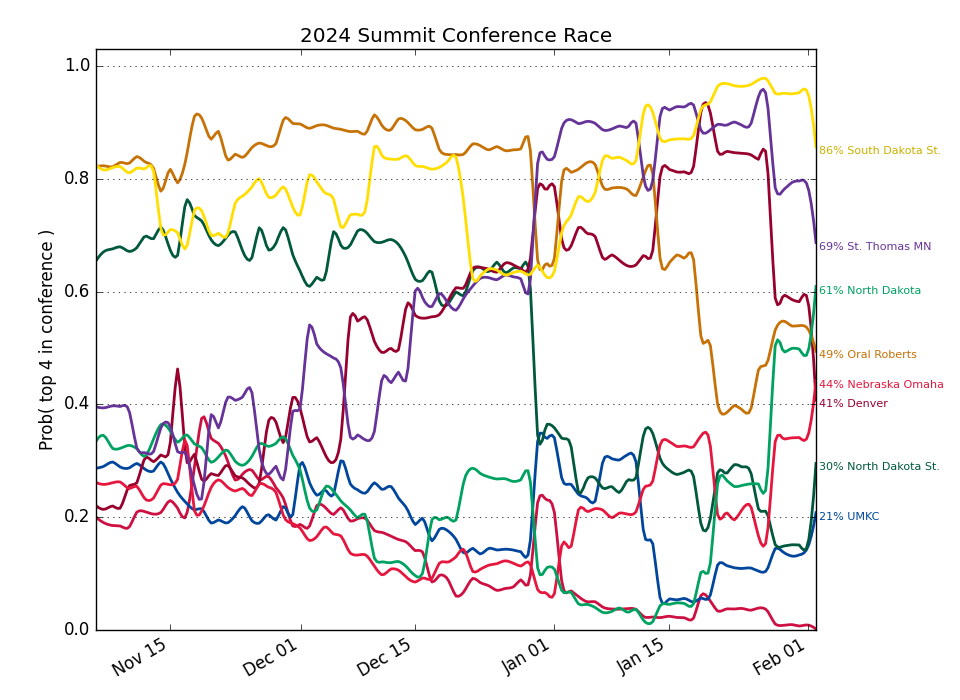 2024 Summit Conference Race
Prob( top 4 in conference )
1.0
0.8
0.6
0.4
0.2
0.0
Nov 15
Dec 01
Dec 15
Jan 01
Jan 15
Feb 01
86% South Dakota St.
69% St. Thomas MN
61% North Dakota
49% Oral Roberts
44% Nebraska Omaha
41% Denver
30% North Dakota St.
21% UMKC